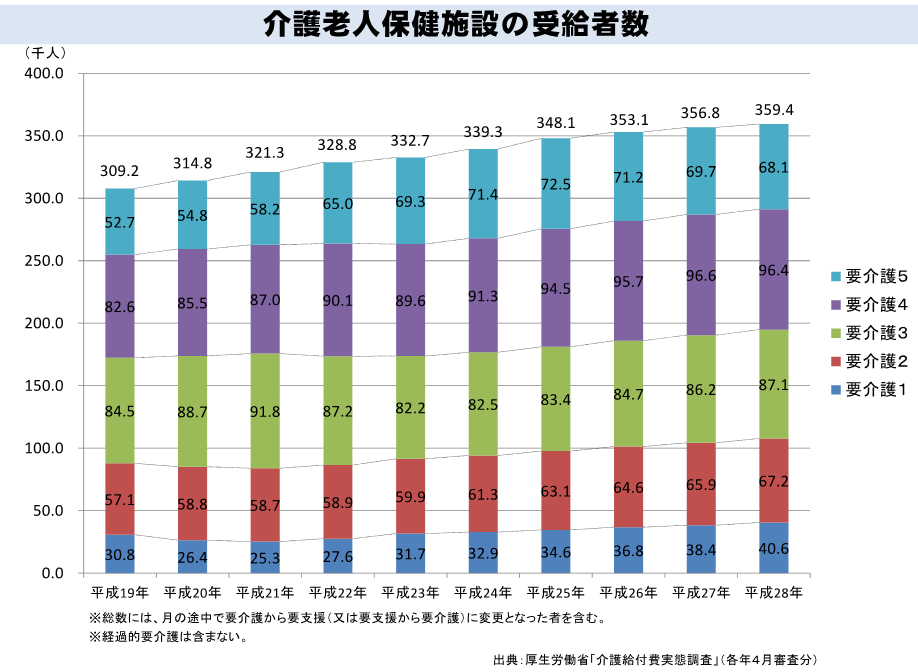 介護老人保健施設の受給者数
（千人）
400.0
350.0
300.0
250.0
200.0
150.0
100.0
50.0
0.0
309.2 314.8 321.3 328.8 332.7 339.3 348.1 353.1 356.8 359.4
52.7 54.8 58.2 65.0 69.3 71.4 72.5 71.2 69.7 68.1
82.6 85.5 87.0 90.1 89.6 91.3 94.5 95.7 96.6 96.4
84.5 88.7 91.8 87.2 82.2 82.5 83.4 84.7 86.2 87.1
57.1 58.8 58.7 58.9 59.9 61.3 63.1 64.6 65.9 67.2
30.8 26.4 25.3 27.6 31.7 32.9 34.6 36.8 38.4 40.6
平成19年 平成20年 平成21年 平成22年 平成23年 平成24年 平成25年 平成26年 平成27年 平成28年
要介護5
要介護4
要介護3
要介護2
要介護1
※総数には、月の途中で要介護から要支援（又は要支援から要介護）に変更となった者を含む。
※経過的要介護は含まない。
出典：厚生労働省「介護給付費実態調査」（各年４月審査分）